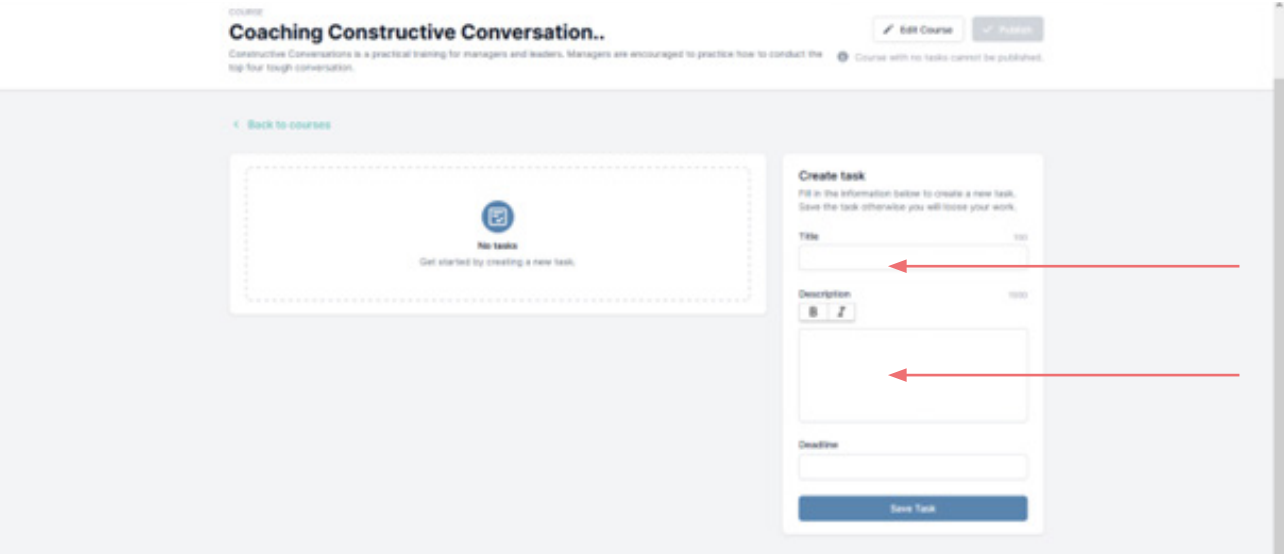 COURSE
Coaching Constructive Conversation..
Constructive Conversations is a practical training for managers and leaders. Managers are encouraged to practice how to conduct the
top four tough conversation.
Edit Course
Publish
Course with no tasks cannot be published.
Back to courses
No tasks
Get started by creating a new task.
Create task
Fill in the information below to create a new task.
Save the task otherwise you will loose your work.
Title
Description
B I
Deadline
Save Task